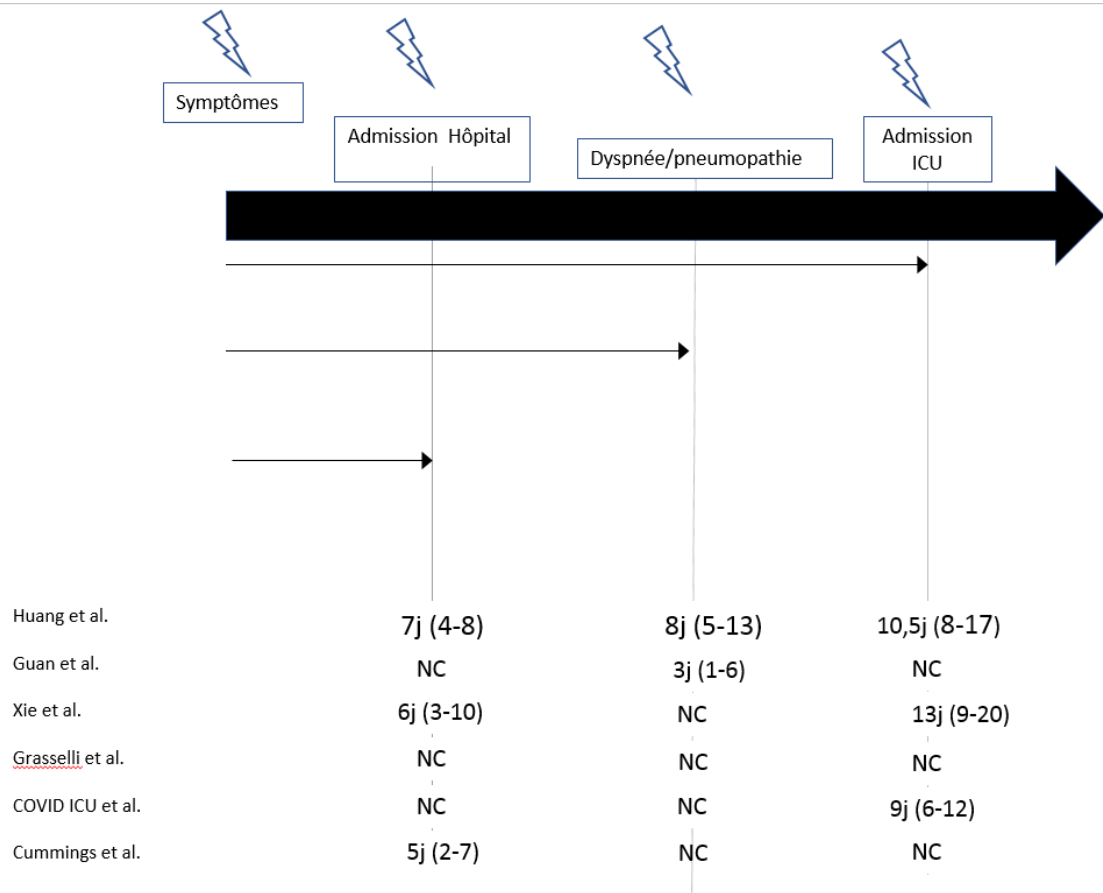 Symptômes
Admission Hôpital
Dyspnée/pneumopathie
Admission
ICU
Huang et al. 7j (4-8) 8j (5-13) 10,5j (8-17)
Guan et al. NC 3j (1-6) NC
Xie et al. 6j (3-10) NC 13j (9-20)
Grasselli et al. NC NC NC
COVID ICU et al. NC NC 9j (6-12)
Cummings et al. 5j (2-7) NC NC